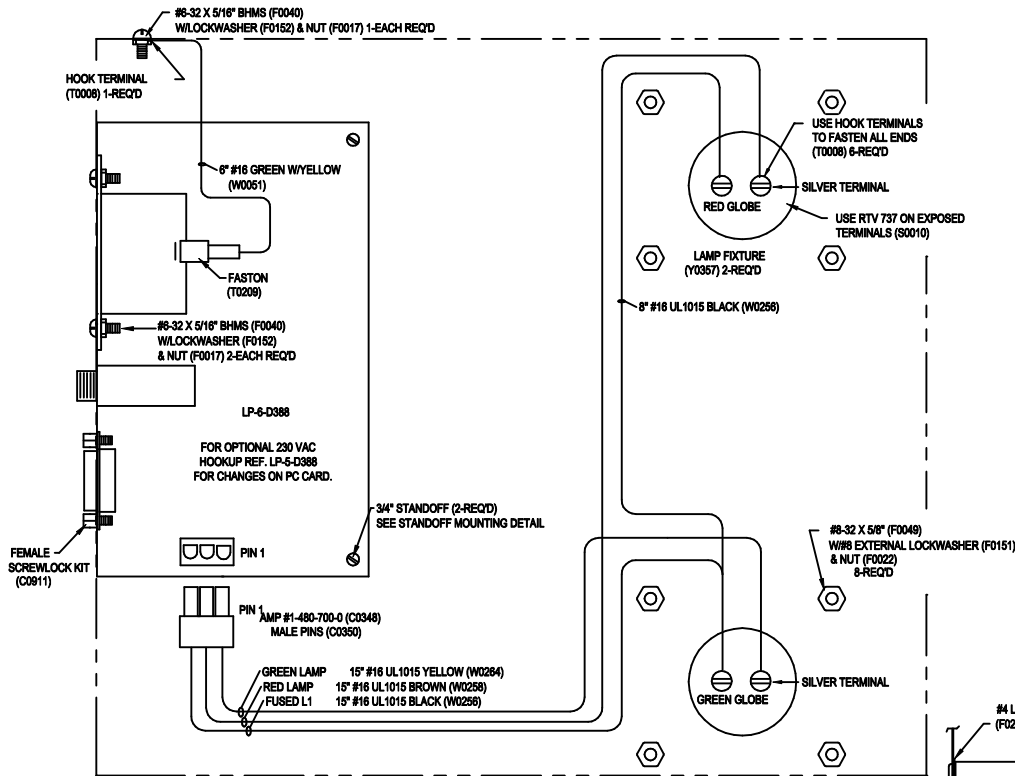 #6-32 X 5/16" BHMS (F0040)
W/LOCKWASHER (F0152) & NUT (F0017) 1-EACH REQ'D
HOOK TERMINAL
(T0008) 1-REQ'D
6" #16 GREEN W/YELLOW
(W0051)
FASTON
(T0209)
#6-32 X 5/16" BHMS (F0040)
W/LOCKWASHER (F0152)
& NUT (F0017) 2-EACH REQ'D
LP-6-D388
FOR OPTIONAL 230 VAC
HOOKUP REF. LP-5-D388
FOR CHANGES ON PC CARD.
3/4" STANDOFF (2-REQ'D)
SEE STANDOFF MOUNTING DETAIL
FEMALE
SCREWLOCK KIT
(C0911)
PIN 1
PIN 1
AMP #1-480-700-0 (C0348)
MALE PINS (C0350)
GREEN LAMP 15" #16 UL1015 YELLOW (W0264)
RED LAMP 15" #16 UL1015 BROWN (W0258)
FUSED L1 15" #16 UL1015 BLACK (W0256)
USE HOOK TERMINALS
TO FASTEN ALL ENDS
(T0008) 6-REQ'D
SILVER TERMINAL
RED GLOBE
USE RTV 737 ON EXPOSED
TERMINALS (S0010)
LAMP FIXTURE
(Y0357) 2-REQ'D
8" #16 UL1015 BLACK (W0256)
#8-32 X 5/8" (F0049)
W/#8 EXTERNAL LOCKWASHER (F0151)
& NUT (F0022)
8-REQ'D
SILVER TERMINAL
GREEN GLOBE
#4 L
(F02